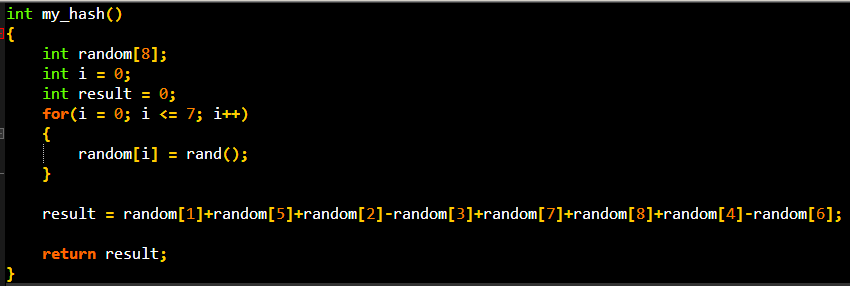 int my_hash()
{
    int random[8];
    int i = 0;
    int result = 0;
    for(i = 0; i <= 7; i++)
    {
        random[i] = rand();
    }
    result = random[1]+random[5]+random[2]-random[3]+random[7]+random[8]+random[4]-random[6];
    return result;
}